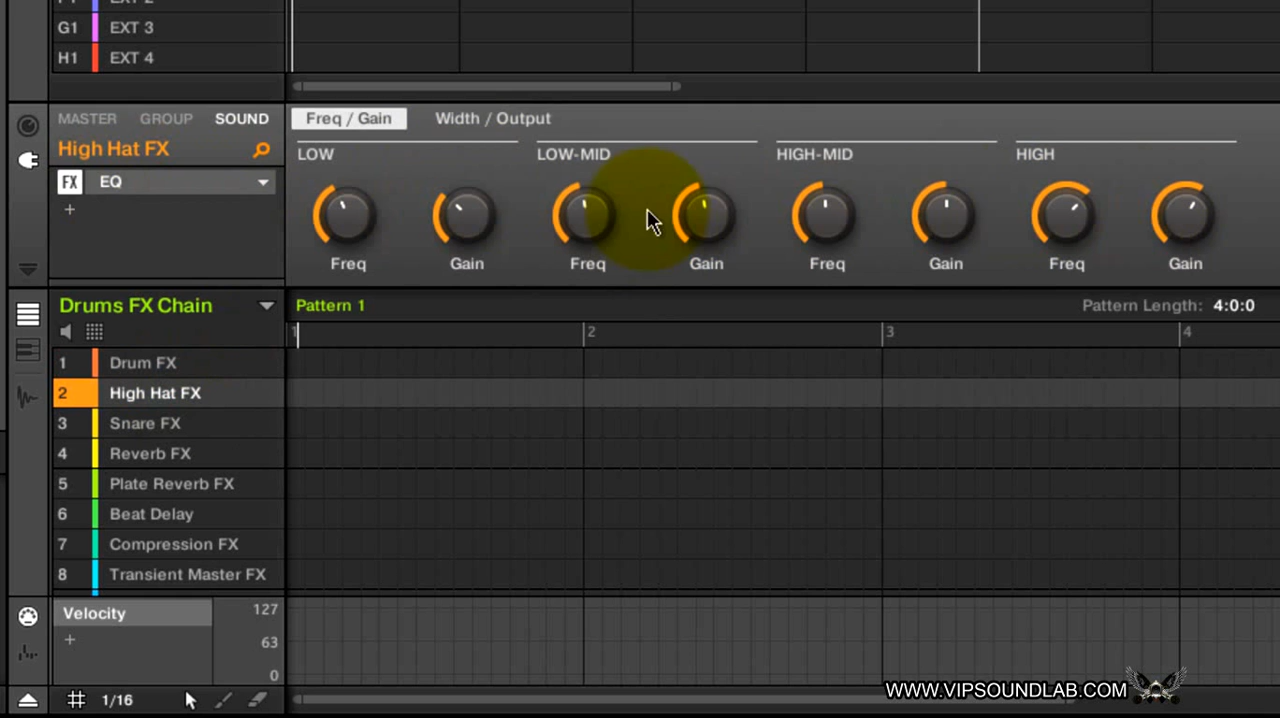 EXT 2
G1 EXT 3
H1 EXT 4
MASTER GROUP SOUND
Freq / Gain Width / Output
High Hat FX
LOW LOW-MID HIGH-MID HIGH
FX EQ
+
Freq Gain Freq Gain Freq Gain Freq Gain
Drums FX Chain
Pattern 1
Pattern Length: 4:0:0
1 2 3 4
1 Drum FX
2 High Hat FX
3 Snare FX
4 Reverb FX
5 Plate Reverb FX
6 Beat Delay
7 Compression FX
8 Transient Master FX
Velocity 127
+ 63
0
1/16
WWW.VIPSOUNDLAB.COM